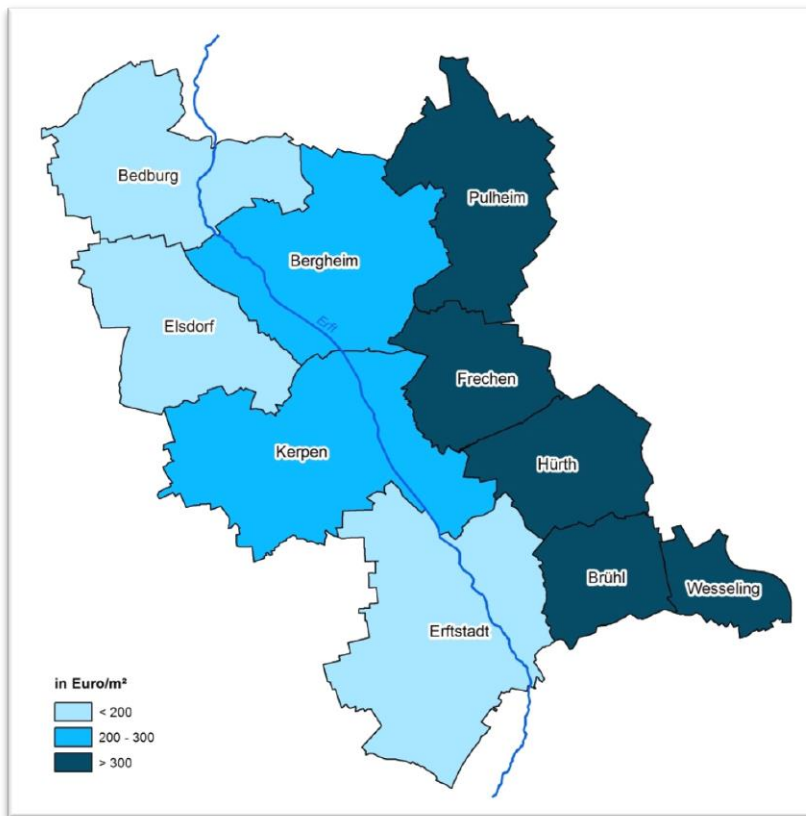 Bedburg
Pulheim
Bergheim
Erft
Elsdorf
Frechen
Kerpen
Hürth
Brühl
Wesseling
Erftstadt
in Euro/m²
< 200
200 - 300
> 300